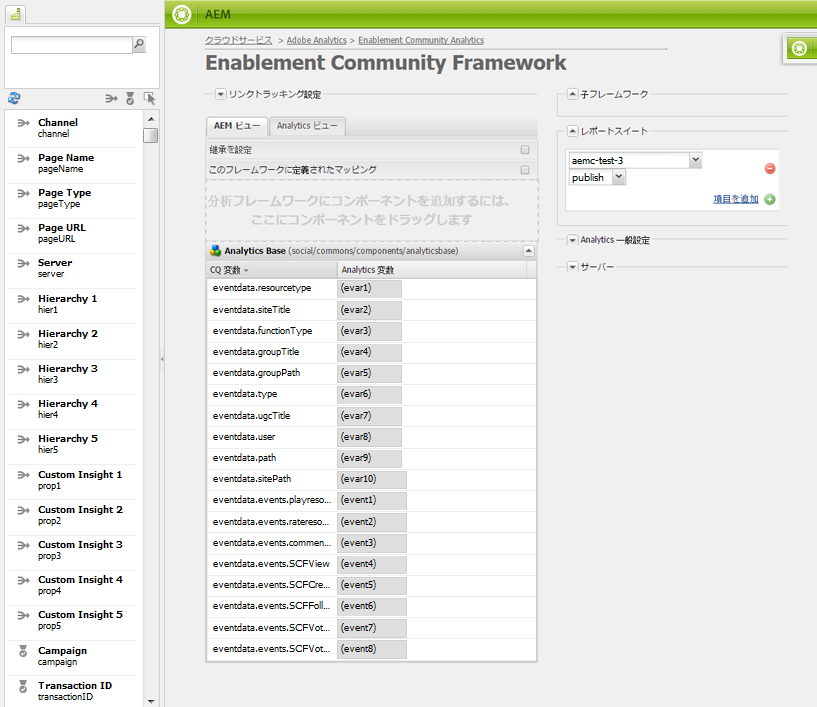 AEM
クラウドサービス > Adobe Analytics > Enablement Community Analytics
Enablement Community Framework
Channel
channel
Page Name
pageName
Page Type
pageType
Page URL
pageURL
Server
server
Hierarchy 1
hier1
Hierarchy 2
hier2
Hierarchy 3
hier3
Hierarchy 4
hier4
Hierarchy 5
hier5
Custom Insight 1
prop1
Custom Insight 2
prop2
Custom Insight 3
prop3
Custom Insight 4
prop4
Custom Insight 5
prop5
Campaign
campaign
Transaction ID
transactionID
リンクトラッキング設定
AEM ビュー Analytics ビュー
継承を設定
このフレームワークに定義されたマッピング
分析フレームワークにコンポーネントを追加するには、
ここにコンポーネントをドラッグします
Analytics Base (social/commons/components/analyticsbase)
CQ 変数 Analytics 変数
eventdata.resourcetype (evar1)
eventdata.siteTitle (evar2)
eventdata.functionType (evar3)
eventdata.groupTitle (evar4)
eventdata.groupPath (evar5)
eventdata.type (evar6)
eventdata.ugcTitle (evar7)
eventdata.user (evar8)
eventdata.path (evar9)
eventdata.sitePath (evar10)
eventdata.events.playreso... (event1)
eventdata.events.ratereso... (event2)
eventdata.events.commen... (event3)
eventdata.events.SCFView (event4)
eventdata.events.SCFCre... (event5)
eventdata.events.SCFFoll... (event6)
eventdata.events.SCFVot... (event7)
eventdata.events.SCFVot... (event8)
子フレームワーク
レポートスイート
aemc-test-3
publish
項目を追加
Analytics 一般設定
サーバー